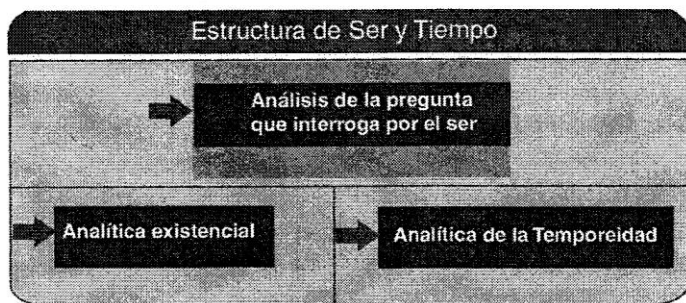 Estructura de Ser y Tiempo
Análisis de la pregunta
que interroga por el ser
Analítica existencial
Analítica de la Temporeidad